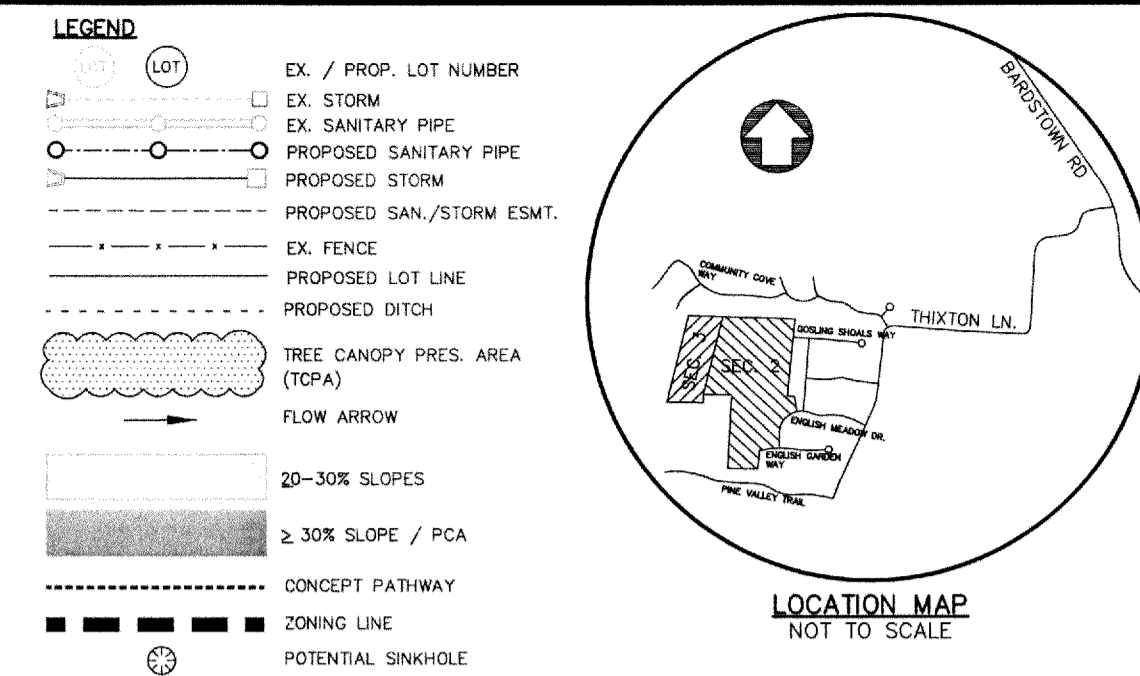 LEGEND
LOT LOT
EX. / PROP. LOT NUMBER
EX. STORM
EX. SANITARY PIPE
PROPOSED SANITARY PIPE
PROPOSED STORM
PROPOSED SAN./STORM ESMT.
EX. FENCE
PROPOSED LOT LINE
PROPOSED DITCH
TREE CANOPY PRES. AREA
(TCPA)
FLOW ARROW
20-30% SLOPES
≥ 30% SLOPE / PCA
CONCEPT PATHWAY
ZONING LINE
POTENTIAL SINKHOLE
BARDSTOWN RD
COMMUNITY COVE
WAY
THIXTON LN.
GOSLING SHOALS WAY
SEC. 3
SEC. 2
ENGLISH MEADOW DR.
ENGLISH GARDEN
WAY
PINE VALLEY TRAIL
LOCATION MAP
NOT TO SCALE